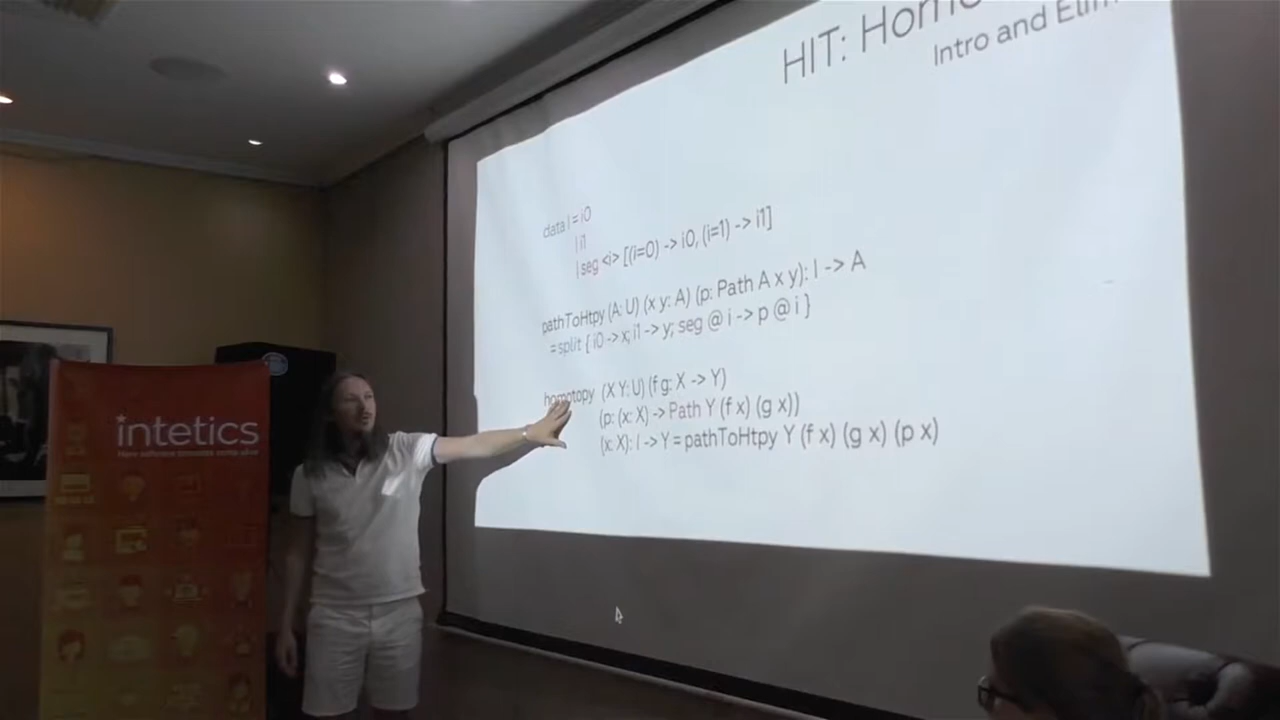 HIT: Homo
Intro and Elim
data I = i0
| i1
| seg <i> [(i=0) -> i0, (i=1) -> i1]
pathToHtpy (A: U) (x y: A) (p: Path A x y): I -> A
= split { i0 -> x; i1 -> y; seg @ i -> p @ i }
homotopy (X Y: U) (f g: X -> Y)
(p: (x: X) -> Path Y (f x) (g x))
(x: X): I -> Y = pathToHtpy Y (f x) (g x) (p x)
intetics